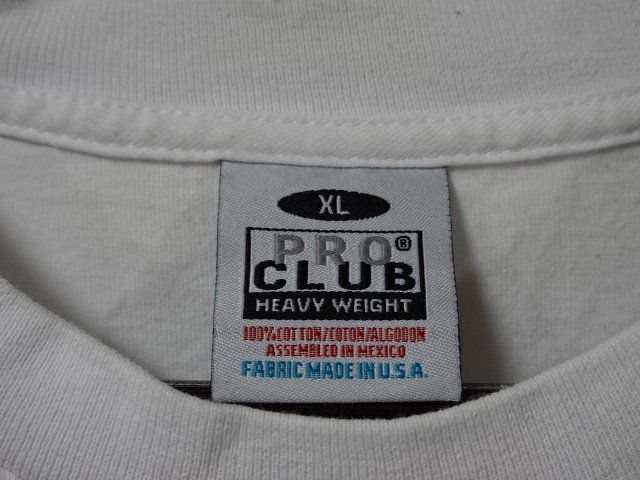 XL
PRO®
CLUB
HEAVY WEIGHT
100% COTTON/COTON/ALGODON
ASSEMBLED IN MEXICO
FABRIC MADE IN U.S.A.